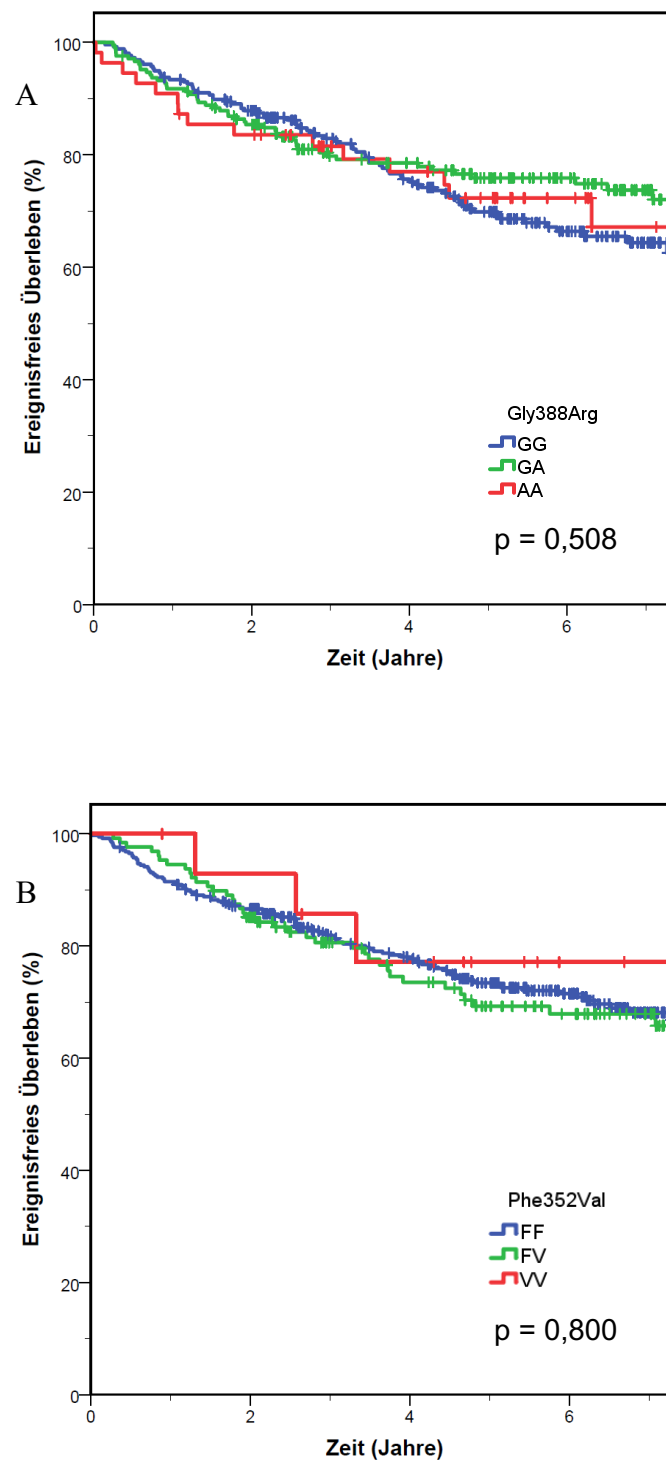 A
Ereignisfreies Überleben (%)
100
80
60
40
20
0
Gly388Arg
GG
GA
AA
p = 0,508
0 2 4 6
Zeit (Jahre)
B
Ereignisfreies Überleben (%)
100
80
60
40
20
0
Phe352Val
FF
FV
VV
p = 0,800
0 2 4 6
Zeit (Jahre)